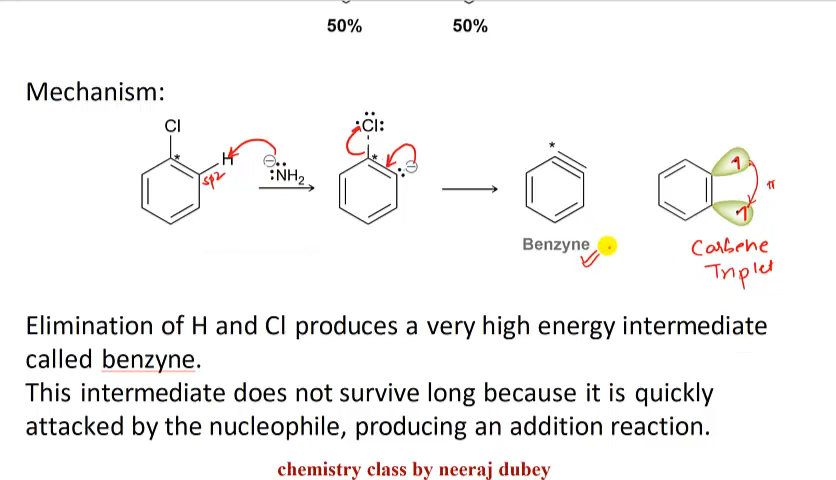 50% 50%
Mechanism:
Cl
* H
sp2
⊖
:NH2
:Cl:
* ⊖
*
π
Benzyne
Carbene
Triplet
Elimination of H and Cl produces a very high energy intermediate
called benzyne.
This intermediate does not survive long because it is quickly
attacked by the nucleophile, producing an addition reaction.
chemistry class by neeraj dubey